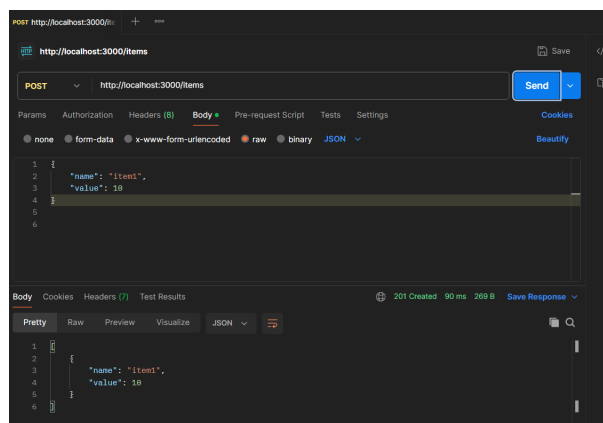 POST http://localhost:3000/ite
HTTP http://localhost:3000/items Save
POST http://localhost:3000/items Send
Params Authorization Headers (8) Body Pre-request Script Tests Settings Cookies
none form-data x-www-form-urlencoded raw binary JSON Beautify
1 {
2 "name": "item1",
3 "value": 10
4 }
5
6
Body Cookies Headers (7) Test Results 201 Created 90 ms 269 B Save Response
Pretty Raw Preview Visualize JSON
1 [
2 {
3 "name": "item1",
4 "value": 10
5 }
6 ]